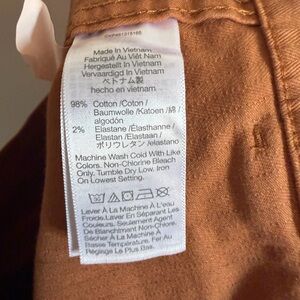 Made In Vietnam
Fabriqué Au Viêt Nam
Hergestellt In Vietnam
Vervaardigd In Vietnam
ベトナム製
hecho en vietnam
98% Cotton /Coton /
Baumwolle /Katoen /綿 /
algodón
2% Elastane /Élasthanne /
Elastan /Elastaan /
ポリウレタン /elastano
Machine Wash Cold With Like
Colors. Non-Chlorine Bleach
Only. Tumble Dry Low. Iron
On Lowest Setting.
Laver À La Machine À L'eau
Froide. Laver En Séparant Les
Couleurs. Seulement Agent
De Blanchiment Non-Chloré.
Sécher À La Machine À
Basse Température. Fer Au
Réglage Le Plus Bas.